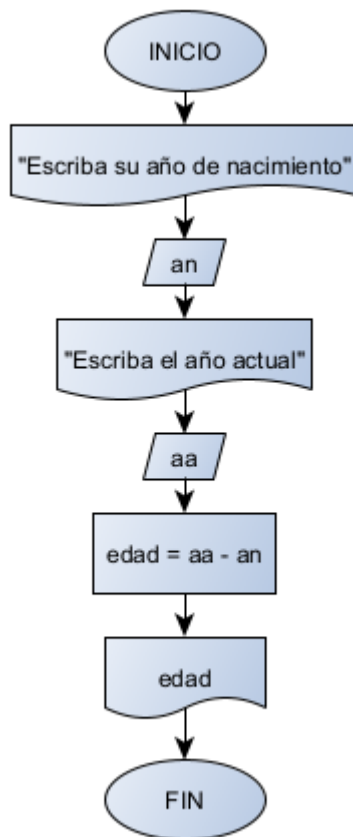 INICIO
"Escriba su año de nacimiento"
an
"Escriba el año actual"
aa
edad = aa - an
edad
FIN